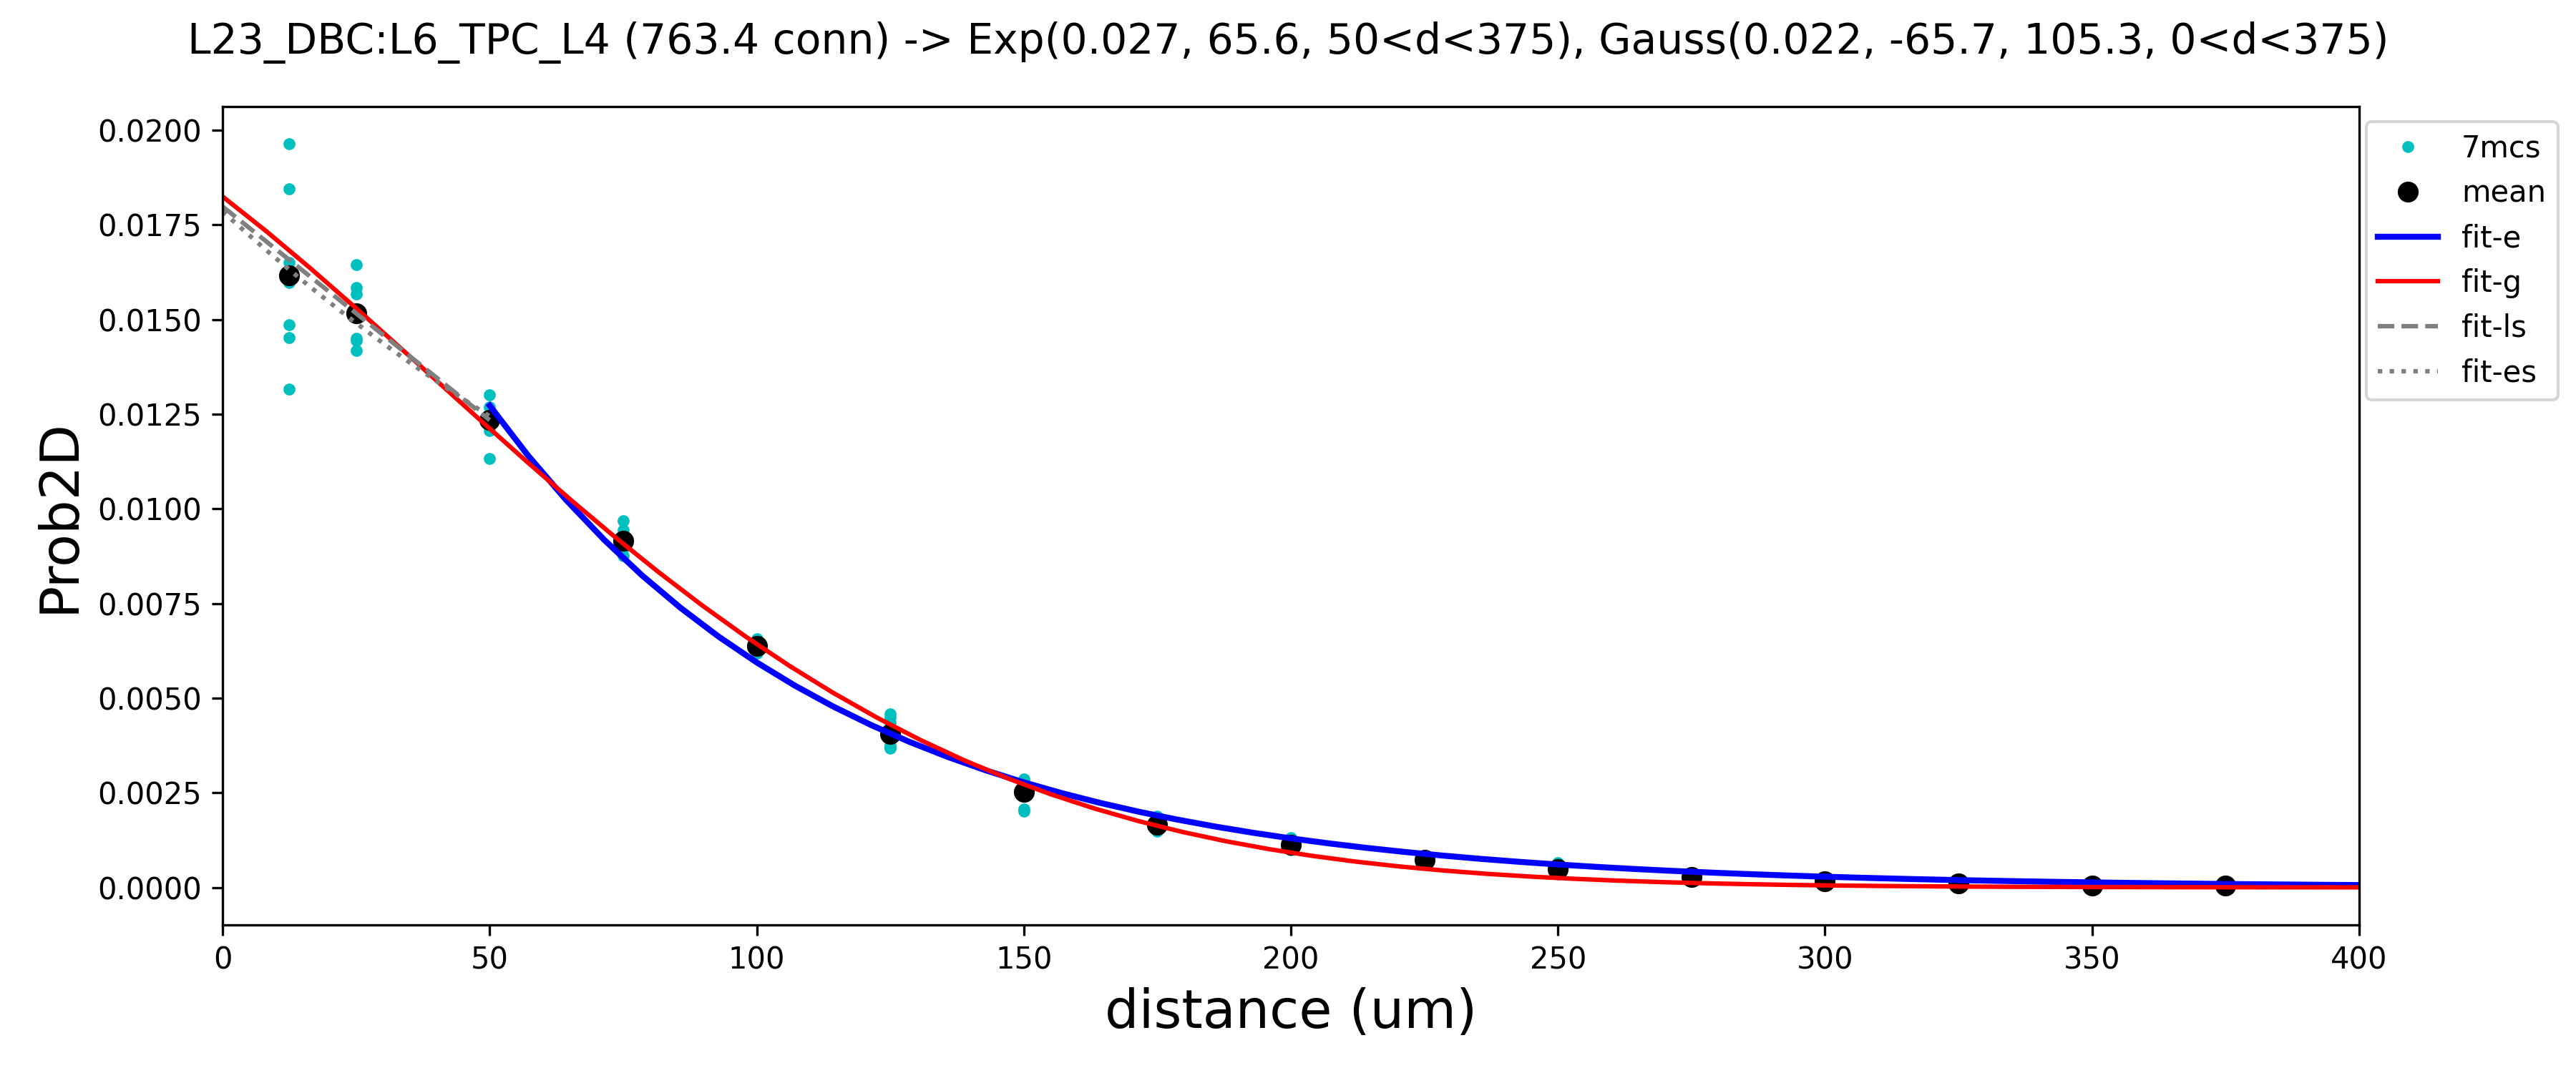 L23_DBC:L6_TPC_L4 (763.4 conn) -> Exp(0.027, 65.6, 50<d<375), Gauss(0.022, -65.7, 105.3, 0<d<375)
0.0200
0.0175
0.0150
0.0125
0.0100
0.0075
0.0050
0.0025
0.0000
Prob2D
0 50 100 150 200 250 300 350 400
distance (um)
7mcs
mean
fit-e
fit-g
fit-ls
fit-es